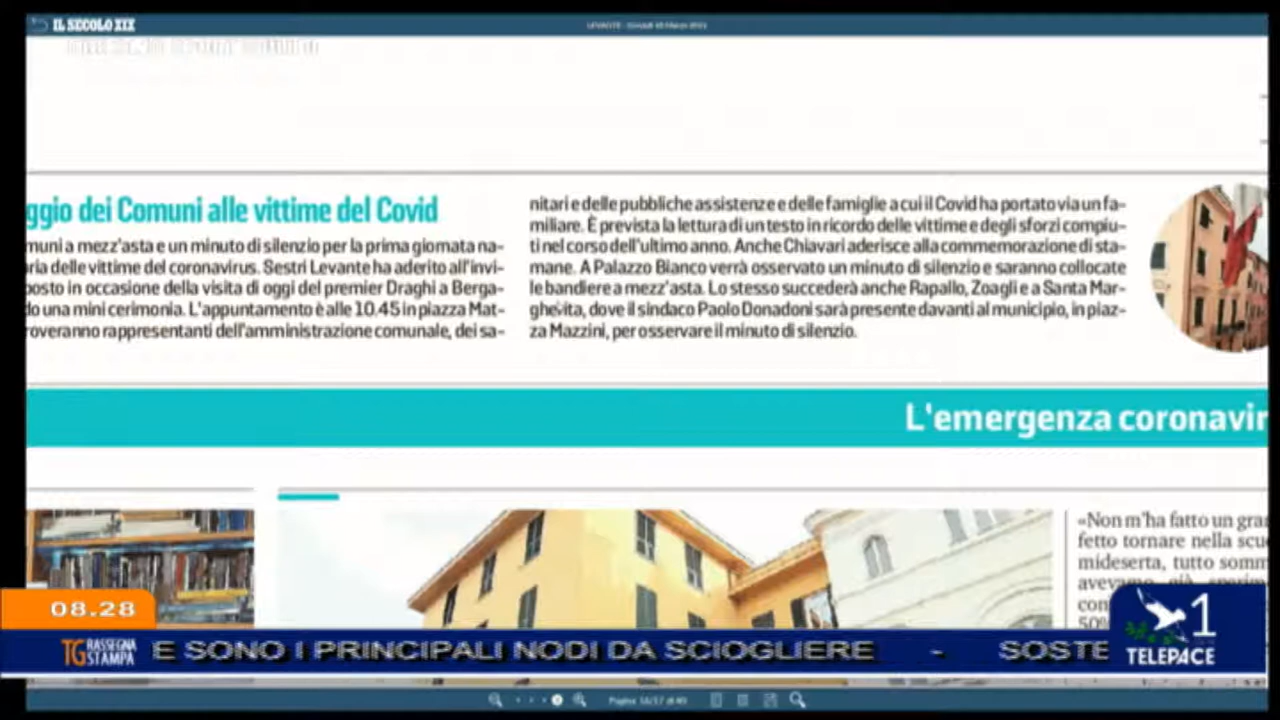 IL SECOLO XIX
LEVANTE - Giovedì 18 Marzo 2021
ggio dei Comuni alle vittime del Covid
muni a mezz'asta e un minuto di silenzio per la prima giornata na-
ria delle vittime del coronavirus. Sestri Levante ha aderito all'invi-
posto in occasione della visita di oggi del premier Draghi a Berga-
do una mini cerimonia. L'appuntamento è alle 10.45 in piazza Mat-
roveranno rappresentanti dell'amministrazione comunale, dei sa-
nitari e delle pubbliche assistenze e delle famiglie a cui il Covid ha portato via un fa-
miliare. È prevista la lettura di un testo in ricordo delle vittime e degli sforzi compiu-
ti nel corso dell'ultimo anno. Anche Chiavari aderisce alla commemorazione di sta-
mane. A Palazzo Bianco verrà osservato un minuto di silenzio e saranno collocate
le bandiere a mezz'asta. Lo stesso succederà anche Rapallo, Zoagli e a Santa Mar-
gherita, dove il sindaco Paolo Donadoni sarà presente davanti al municipio, in piaz-
za Mazzini, per osservare il minuto di silenzio.
L'emergenza coronavir
«Non m'ha fatto un gra
fetto tornare nella scu
mideserta, tutto somm
con
50%
08.28
TG RASSEGNA STAMPA
E SONO I PRINCIPALI NODI DA SCIOGLIERE - SOSTE
1
TELEPACE